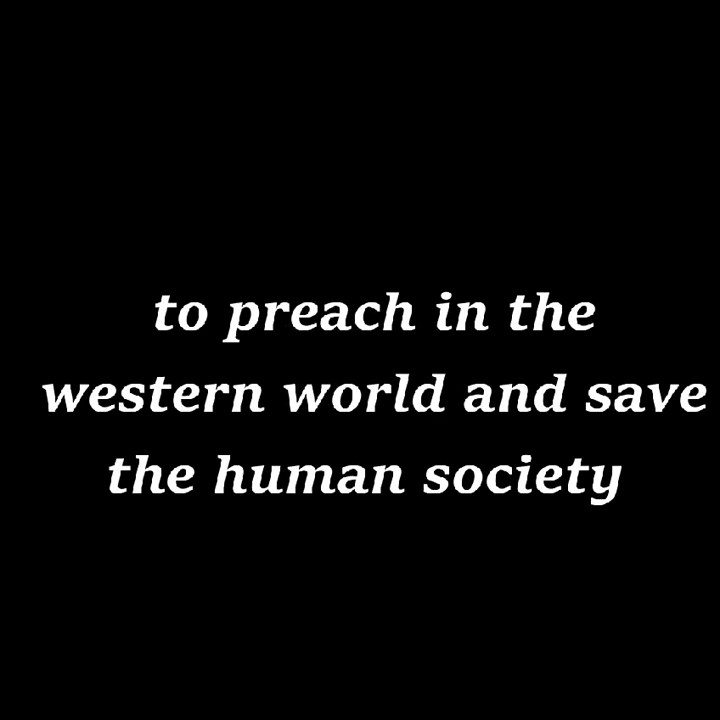 to preach in the
western world and save
the human society